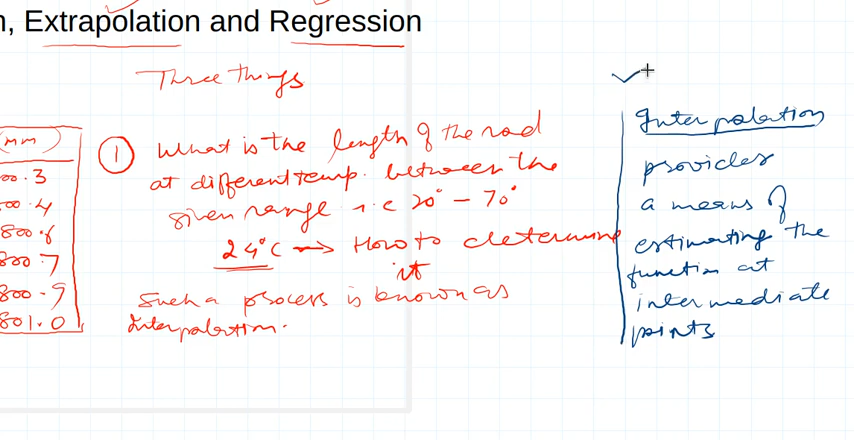 n, Extrapolation and Regression
Three things
(MM)
00.3
00.4
800.6
800.7
800.9
801.0
① What is the length of the rod
at different temp. between the
given range i.e 20° - 70°
24°C → How to determine
it
Such a process is known as
Interpolation.
Interpolation
provides
a means of
estimating the
function at
intermediate
points